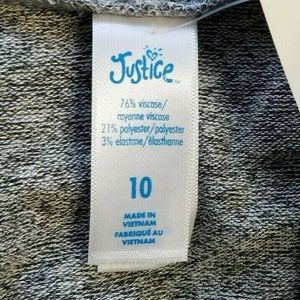 Justice
76% viscose/
rayonne viscose
21% polyester/polyester
3% elastane/élasthanne
10
MADE IN
VIETNAM
FABRIQUÉ AU
VIETNAM